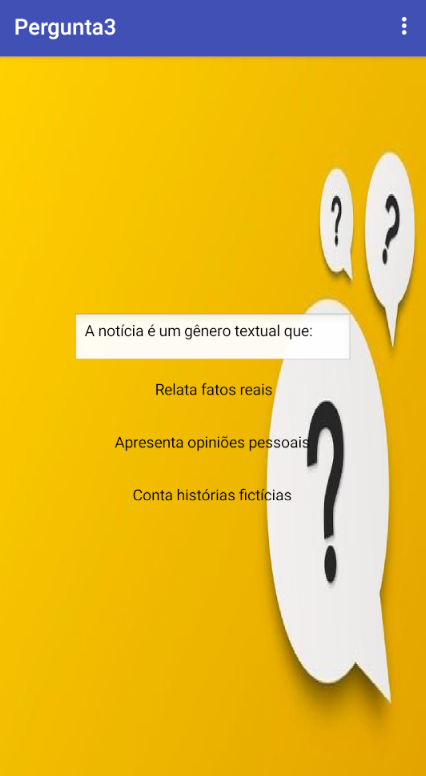 Pergunta3
?
?
A notícia é um gênero textual que:
Relata fatos reais
Apresenta opiniões pessoais
?
Conta histórias fictícias